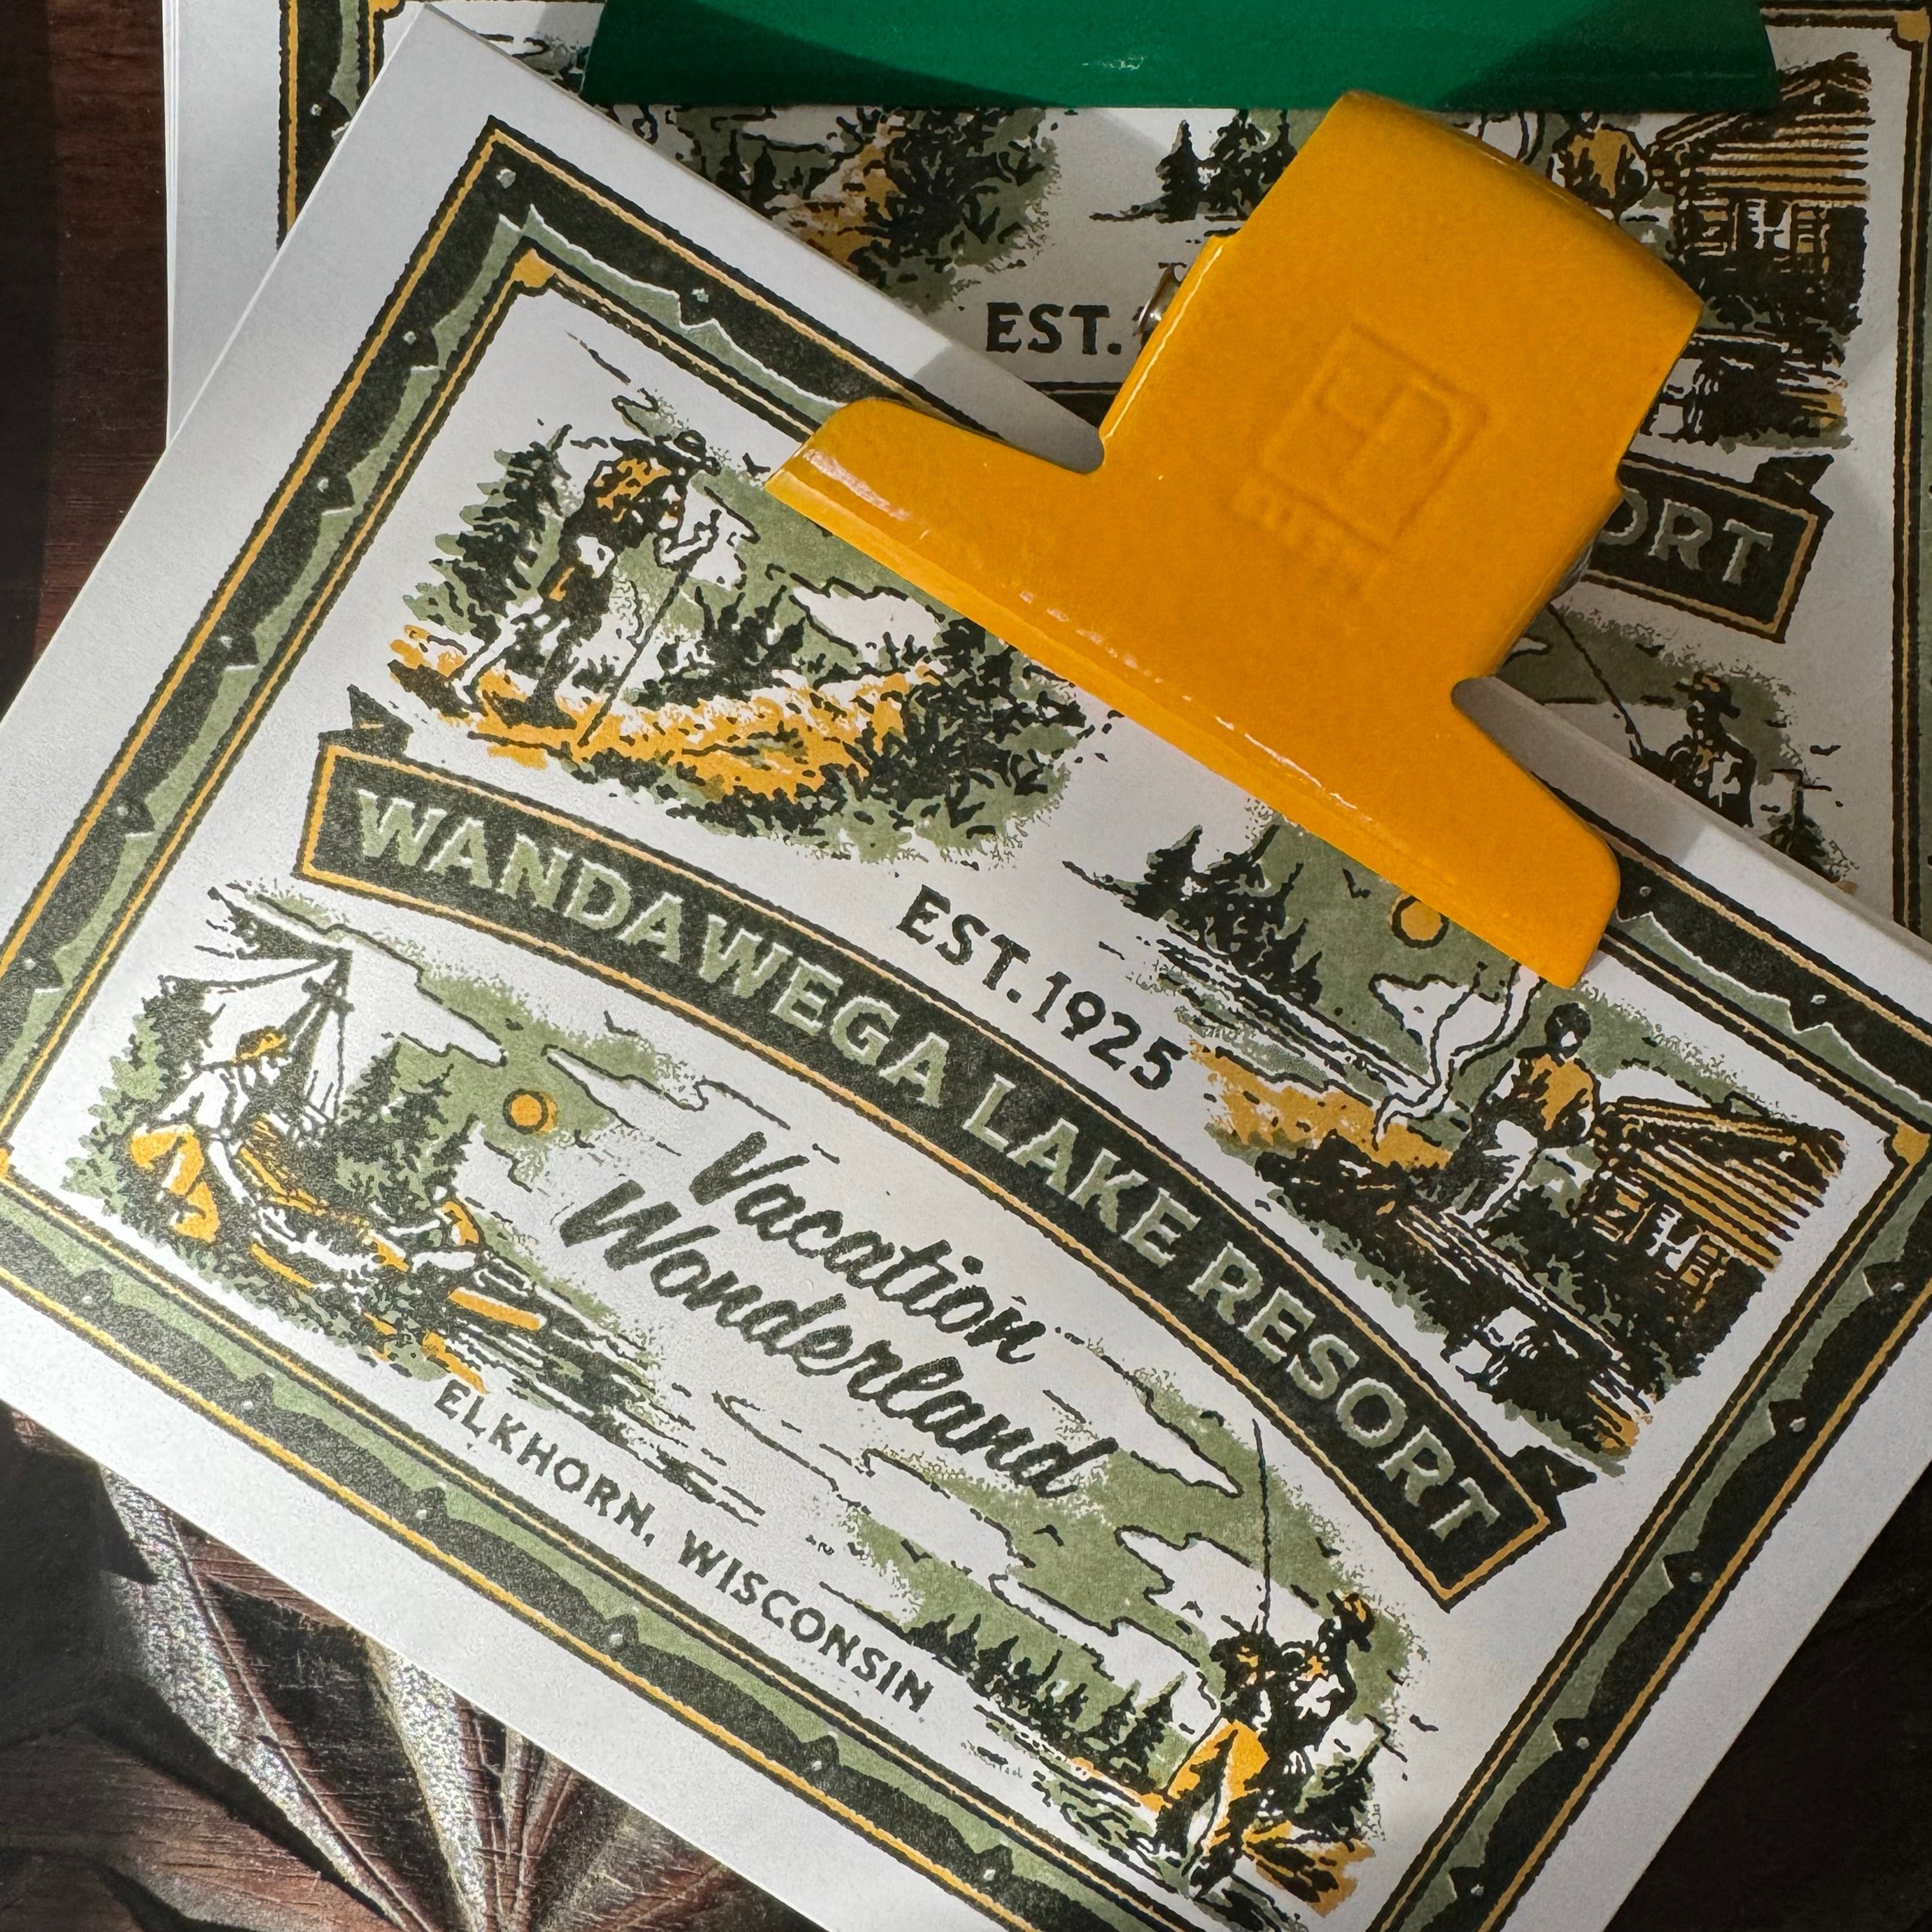 EST.
ORT
EST. 1925
WANDAWEGA LAKE RESORT
Vacation
Wonderland
ELKHORN, WISCONSIN